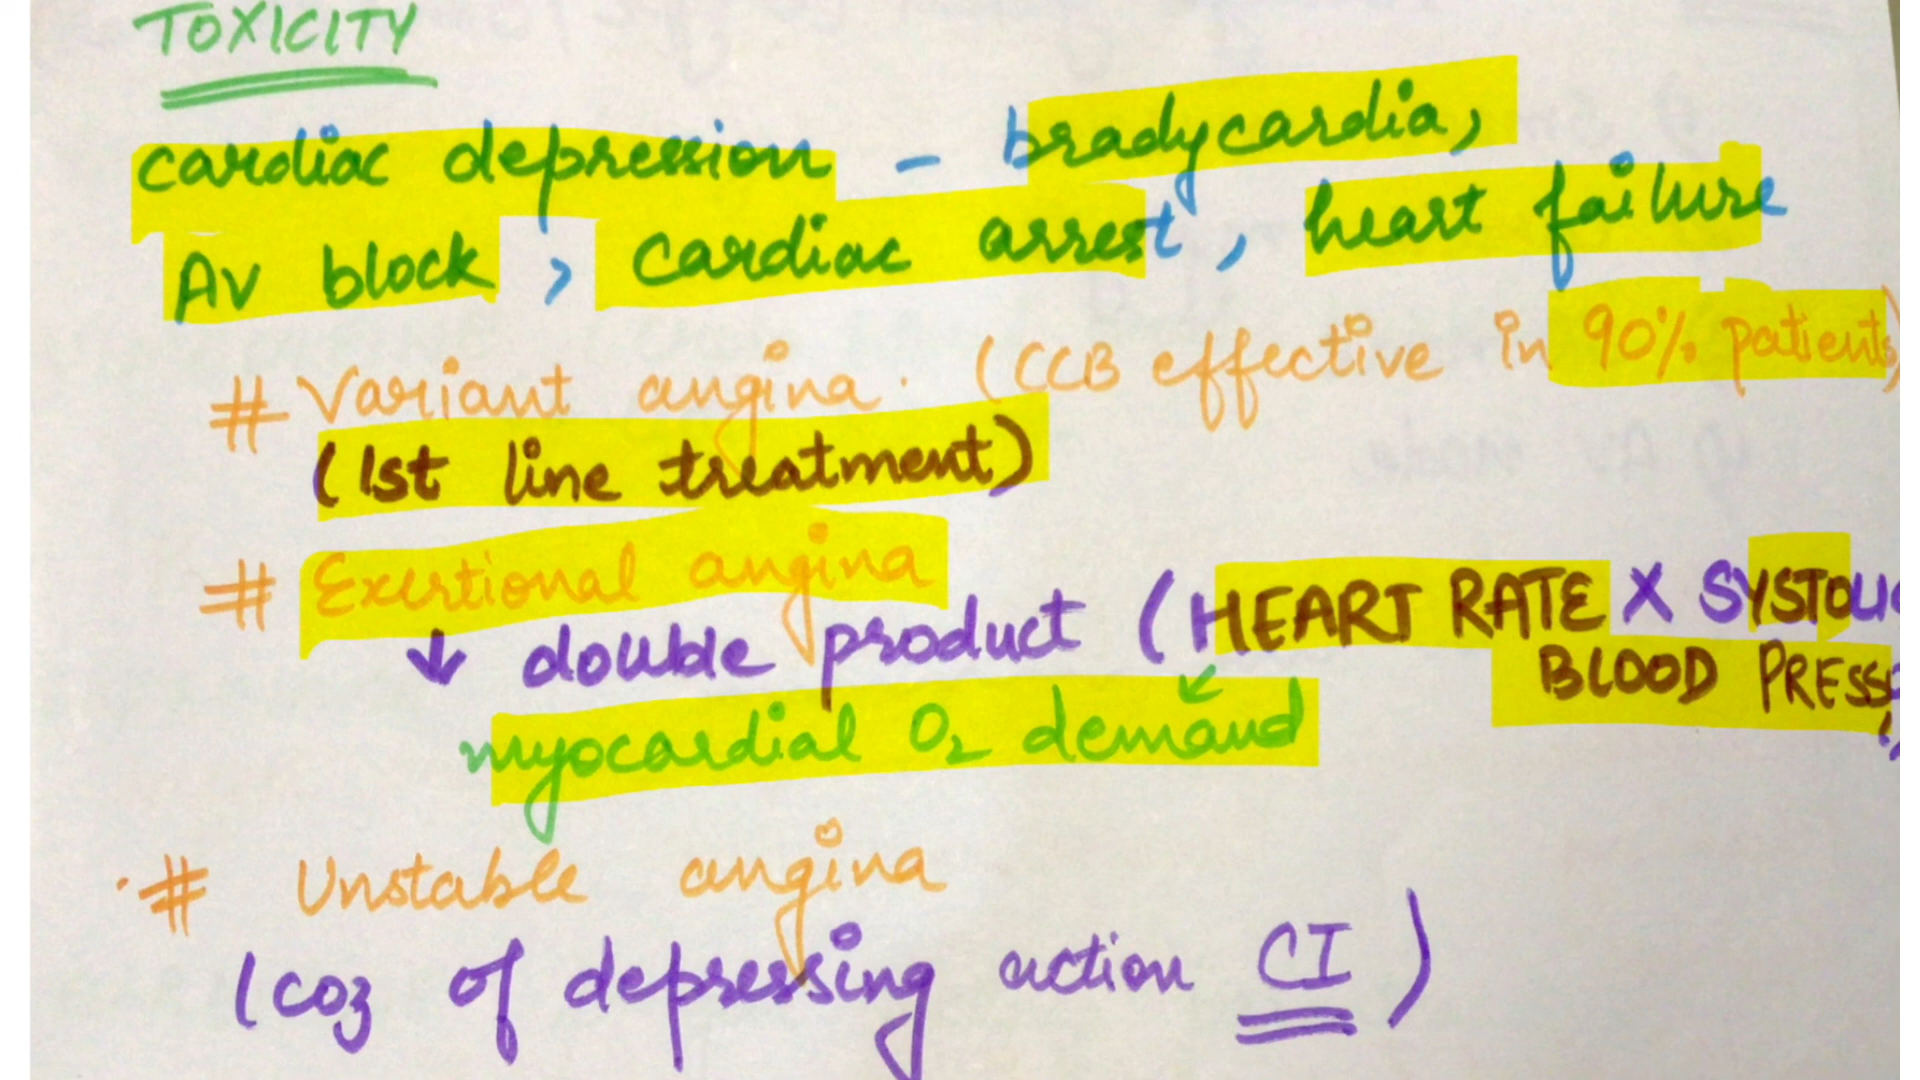 TOXICITY
cardiac depression - bradycardia,
AV block, cardiac arrest, heart failure
# Variant angina. (CCB effective in 90% patients)
(1st line treatment)
# Exertional angina
↓ double product (HEART RATE X SYSTOLIC
BLOOD PRESS
myocardial O₂ demand
# Unstable angina
(coz of depressing action CI)